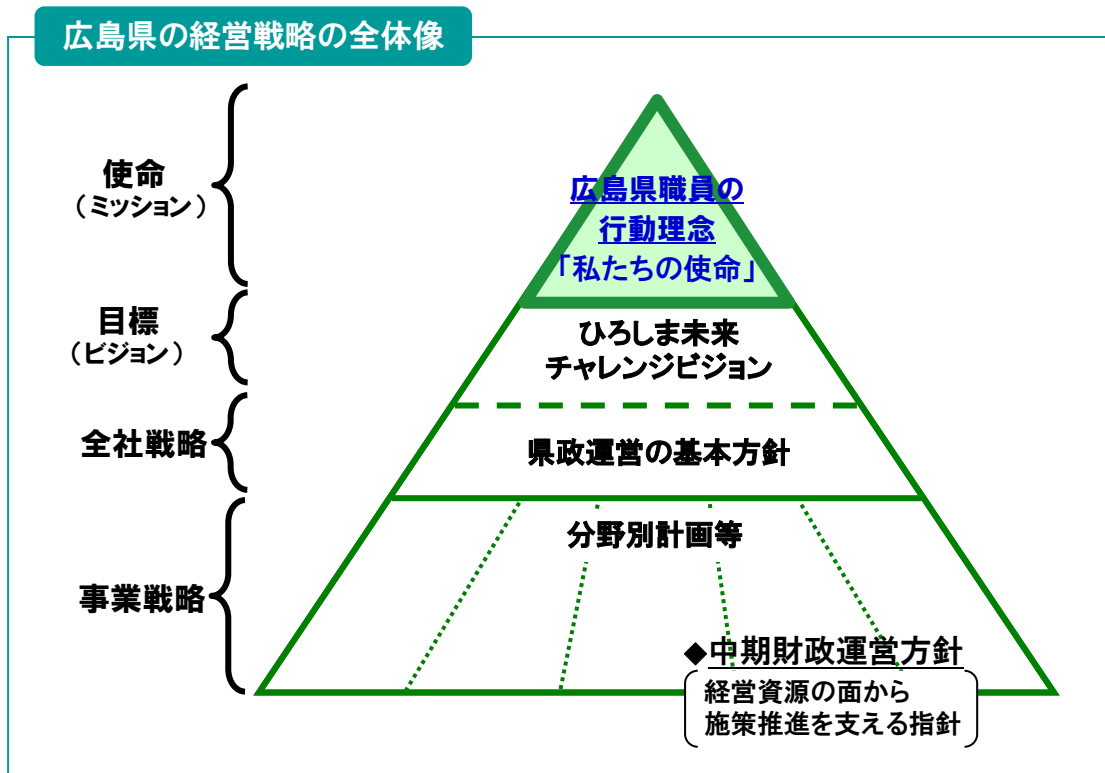 広島県の経営戦略の全体像
使命
（ミッション）
広島県職員の
行動理念
「私たちの使命」
目標
（ビジョン）
ひろしま未来
チャレンジビジョン
全社戦略
県政運営の基本方針
事業戦略
分野別計画等
◆中期財政運営方針
経営資源の面から
施策推進を支える指針